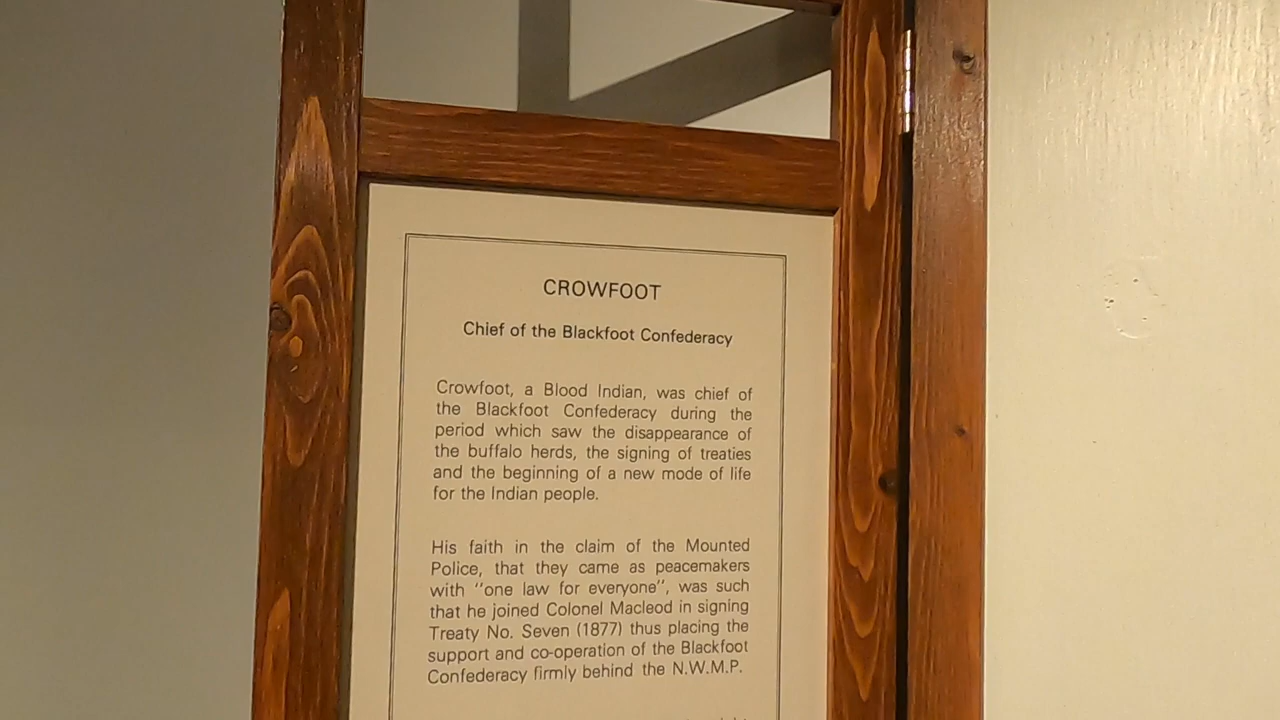 CROWFOOT
Chief of the Blackfoot Confederacy
Crowfoot, a Blood Indian, was chief of
the Blackfoot Confederacy during the
period which saw the disappearance of
the buffalo herds, the signing of treaties
and the beginning of a new mode of life
for the Indian people.
His faith in the claim of the Mounted
Police, that they came as peacemakers
with "one law for everyone", was such
that he joined Colonel Macleod in signing
Treaty No. Seven (1877) thus placing the
support and co-operation of the Blackfoot
Confederacy firmly behind the N.W.M.P.